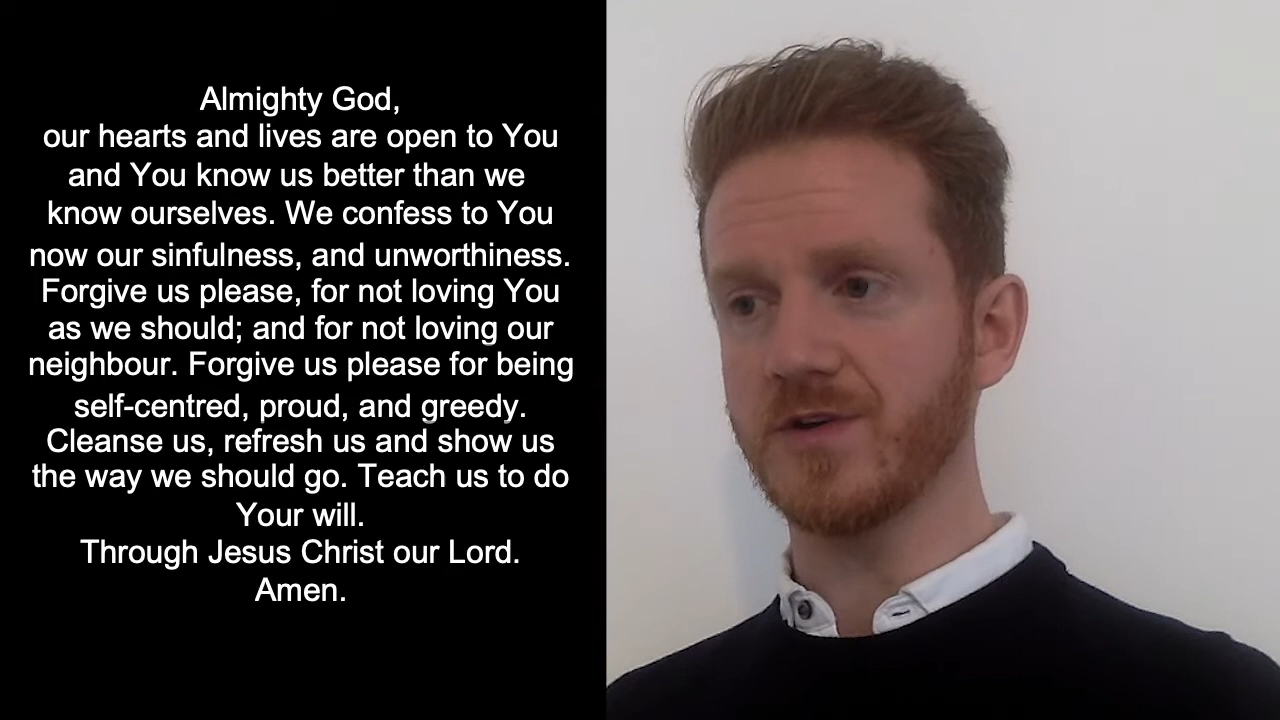 Almighty God,
our hearts and lives are open to You
and You know us better than we
know ourselves. We confess to You
now our sinfulness, and unworthiness.
Forgive us please, for not loving You
as we should; and for not loving our
neighbour. Forgive us please for being
self-centred, proud, and greedy.
Cleanse us, refresh us and show us
the way we should go. Teach us to do
Your will.
Through Jesus Christ our Lord.
Amen.